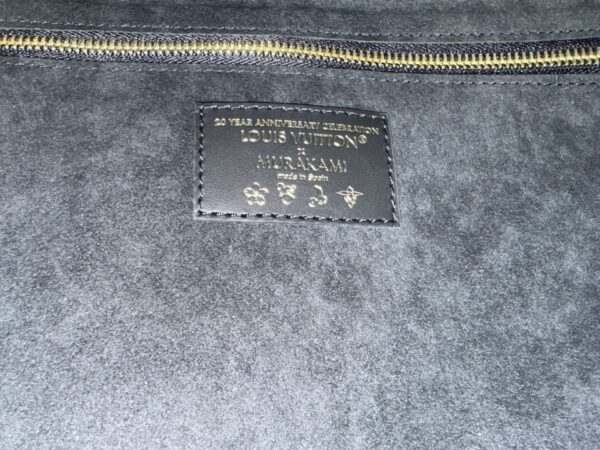 20 YEAR ANNIVERSARY CELEBRATION
LOUIS VUITTON®
×
MURAKAMI
made in Spain